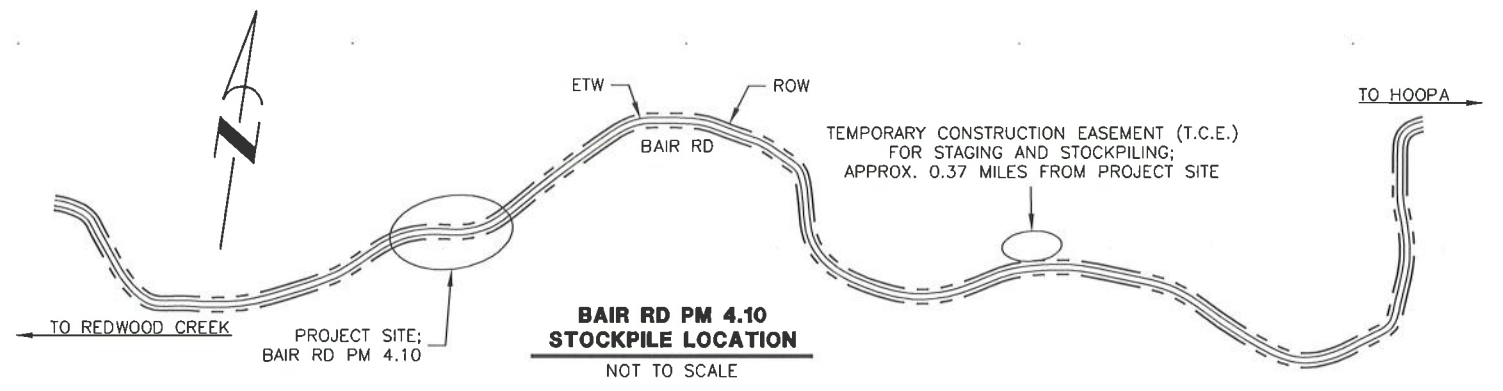 N
ETW
ROW
BAIR RD
TO HOOPA
TEMPORARY CONSTRUCTION EASEMENT (T.C.E.)
FOR STAGING AND STOCKPILING;
APPROX. 0.37 MILES FROM PROJECT SITE
TO REDWOOD CREEK
PROJECT SITE;
BAIR RD PM 4.10
BAIR RD PM 4.10
STOCKPILE LOCATION
NOT TO SCALE